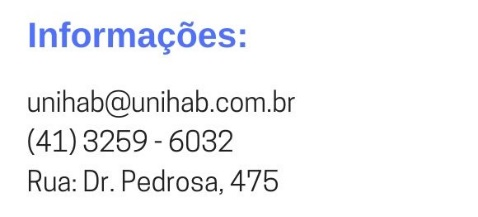 Informações:
unihab@unihab.com.br
(41) 3259 - 6032
Rua: Dr. Pedrosa, 475